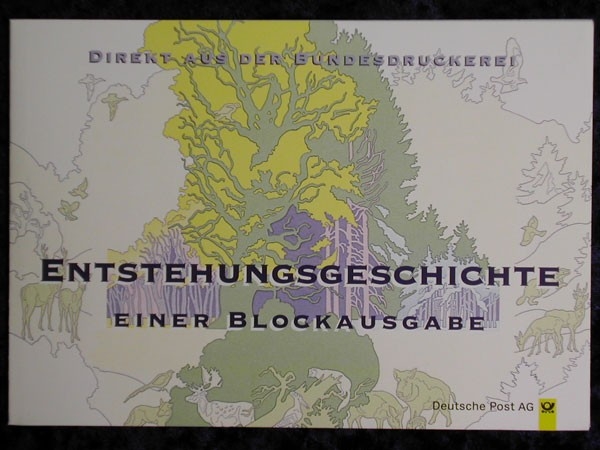 DIREKT AUS DER BUNDESDRUCKEREI
ENTSTEHUNGSGESCHICHTE
EINER BLOCKAUSGABE
Deutsche Post AG